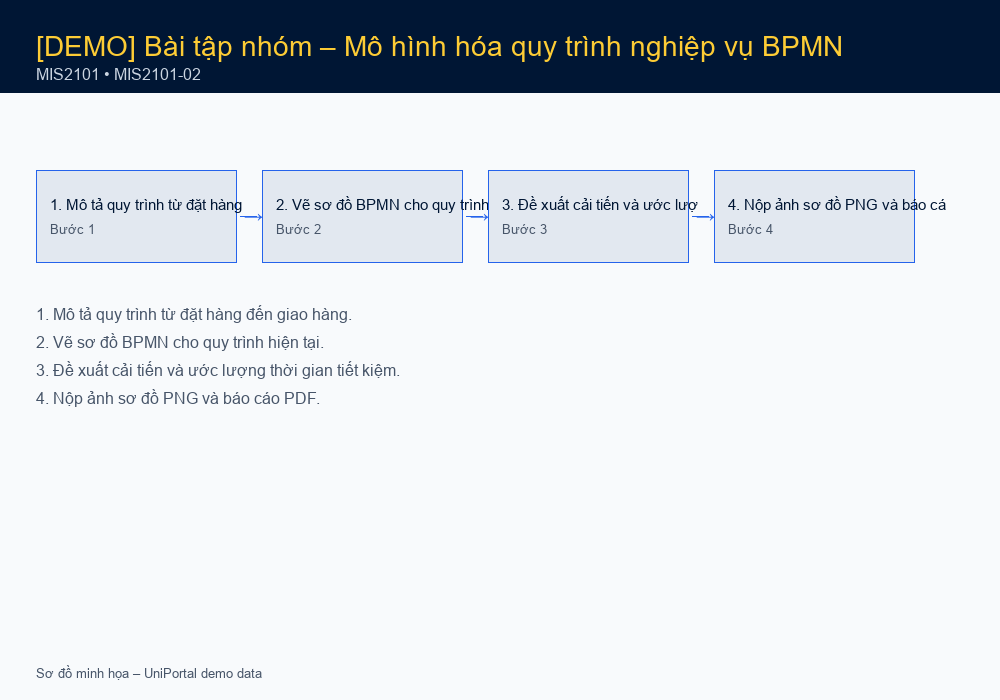 [DEMO] Bài tập nhóm – Mô hình hóa quy trình nghiệp vụ BPMN
MIS2101 • MIS2101-02
1. Mô tả quy trình từ đặt hàng
Bước 1
2. Vẽ sơ đồ BPMN cho quy trình
Bước 2
3. Đề xuất cải tiến và ước lượ
Bước 3
4. Nộp ảnh sơ đồ PNG và báo cá
Bước 4
1. Mô tả quy trình từ đặt hàng đến giao hàng.
2. Vẽ sơ đồ BPMN cho quy trình hiện tại.
3. Đề xuất cải tiến và ước lượng thời gian tiết kiệm.
4. Nộp ảnh sơ đồ PNG và báo cáo PDF.
Sơ đồ minh họa – UniPortal demo data